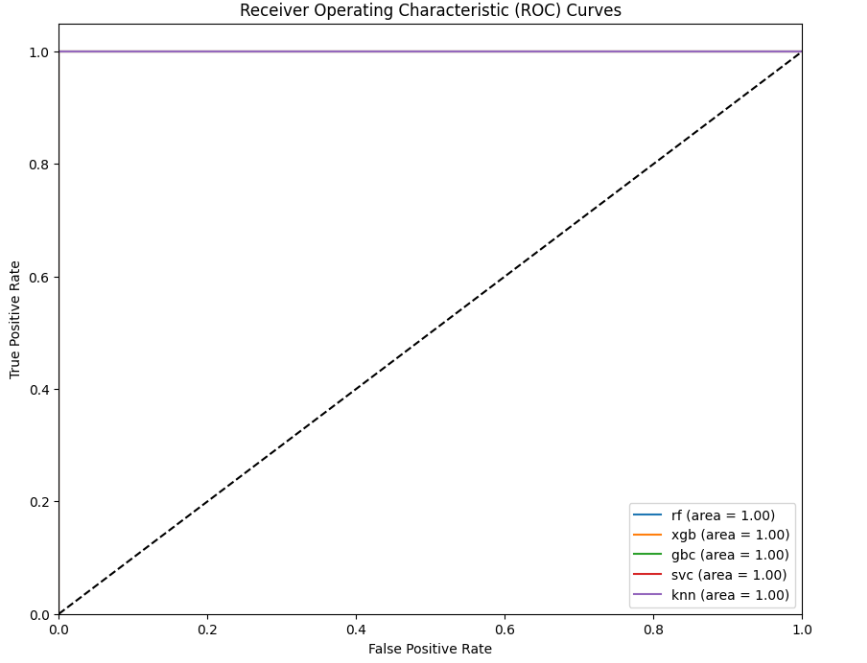 Receiver Operating Characteristic (ROC) Curves
1.0
0.8
0.6
0.4
0.2
0.0
True Positive Rate
rf (area = 1.00)
xgb (area = 1.00)
gbc (area = 1.00)
svc (area = 1.00)
knn (area = 1.00)
0.0 0.2 0.4 0.6 0.8 1.0
False Positive Rate